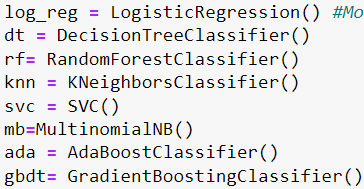 log_reg = LogisticRegression() #Mo
dt = DecisionTreeClassifier()
rf= RandomForestClassifier()
knn = KNeighborsClassifier()
svc = SVC()
mb=MultinomialNB()
ada = AdaBoostClassifier()
gbdt= GradientBoostingClassifier()